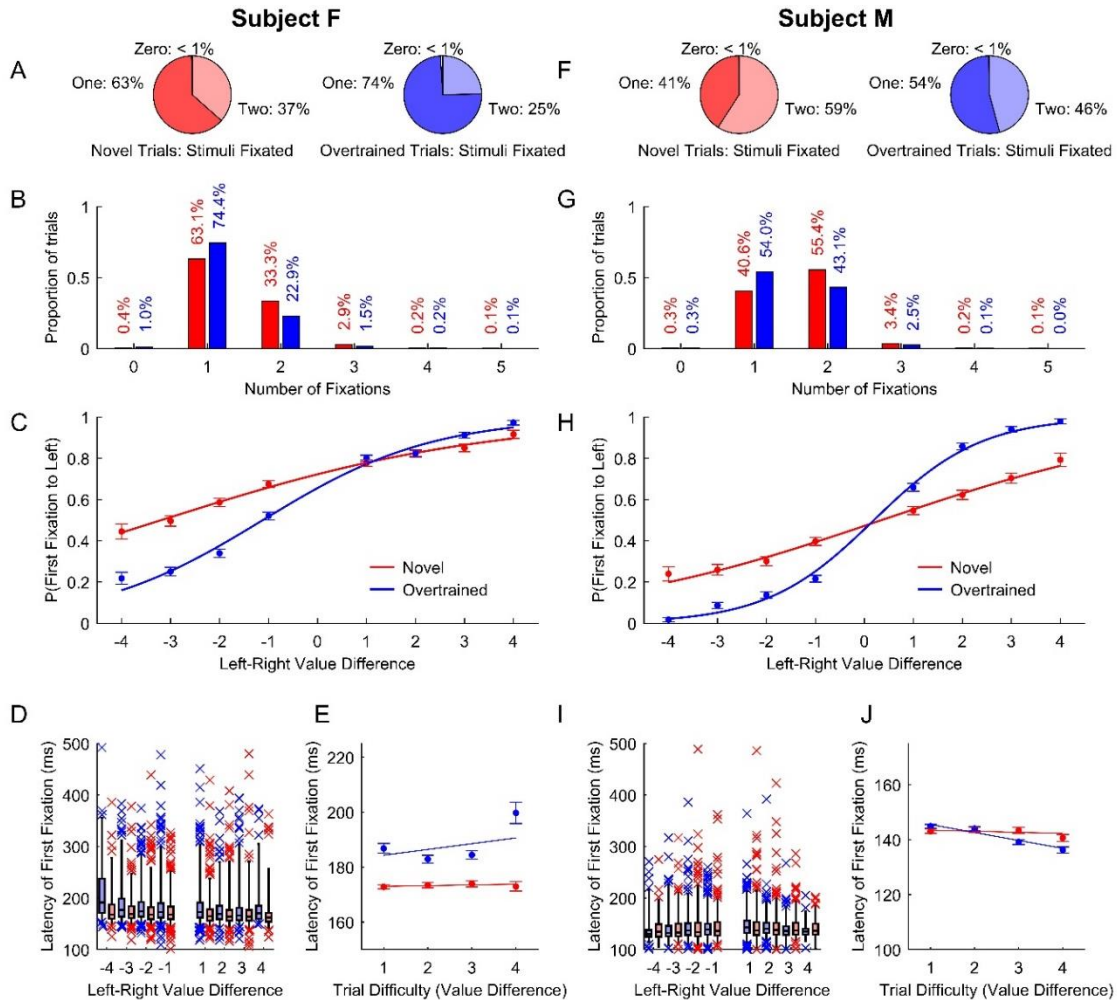 Subject F
Subject M
A
Zero: < 1%
One: 63%
Two: 37%
Novel Trials: Stimuli Fixated
Zero: < 1%
One: 74%
Two: 25%
Overtrained Trials: Stimuli Fixated
F
Zero: < 1%
One: 41%
Two: 59%
Novel Trials: Stimuli Fixated
Zero: < 1%
One: 54%
Two: 46%
Overtrained Trials: Stimuli Fixated
B
Proportion of trials
1
0.5
0
0.4%
1.0%
63.1%
74.4%
33.3%
22.9%
2.9%
1.5%
0.2%
0.2%
0.1%
0.1%
0 1 2 3 4 5
Number of Fixations
G
Proportion of trials
1
0.5
0
0.3%
0.3%
40.6%
54.0%
55.4%
43.1%
3.4%
2.5%
0.2%
0.1%
0.1%
0.0%
0 1 2 3 4 5
Number of Fixations
C
P(First Fixation to Left)
1
0.8
0.6
0.4
0.2
0
Novel
Overtrained
-4 -3 -2 -1 0 1 2 3 4
Left-Right Value Difference
H
P(First Fixation to Left)
1
0.8
0.6
0.4
0.2
0
Novel
Overtrained
-4 -3 -2 -1 0 1 2 3 4
Left-Right Value Difference
D
Latency of First Fixation (ms)
500
400
300
200
100
-4 -3 -2 -1 1 2 3 4
Left-Right Value Difference
E
Latency of First Fixation (ms)
220
200
180
160
1 2 3 4
Trial Difficulty (Value Difference)
I
Latency of First Fixation (ms)
500
400
300
200
100
-4 -3 -2 -1 1 2 3 4
Left-Right Value Difference
J
Latency of First Fixation (ms)
160
140
120
100
1 2 3 4
Trial Difficulty (Value Difference)